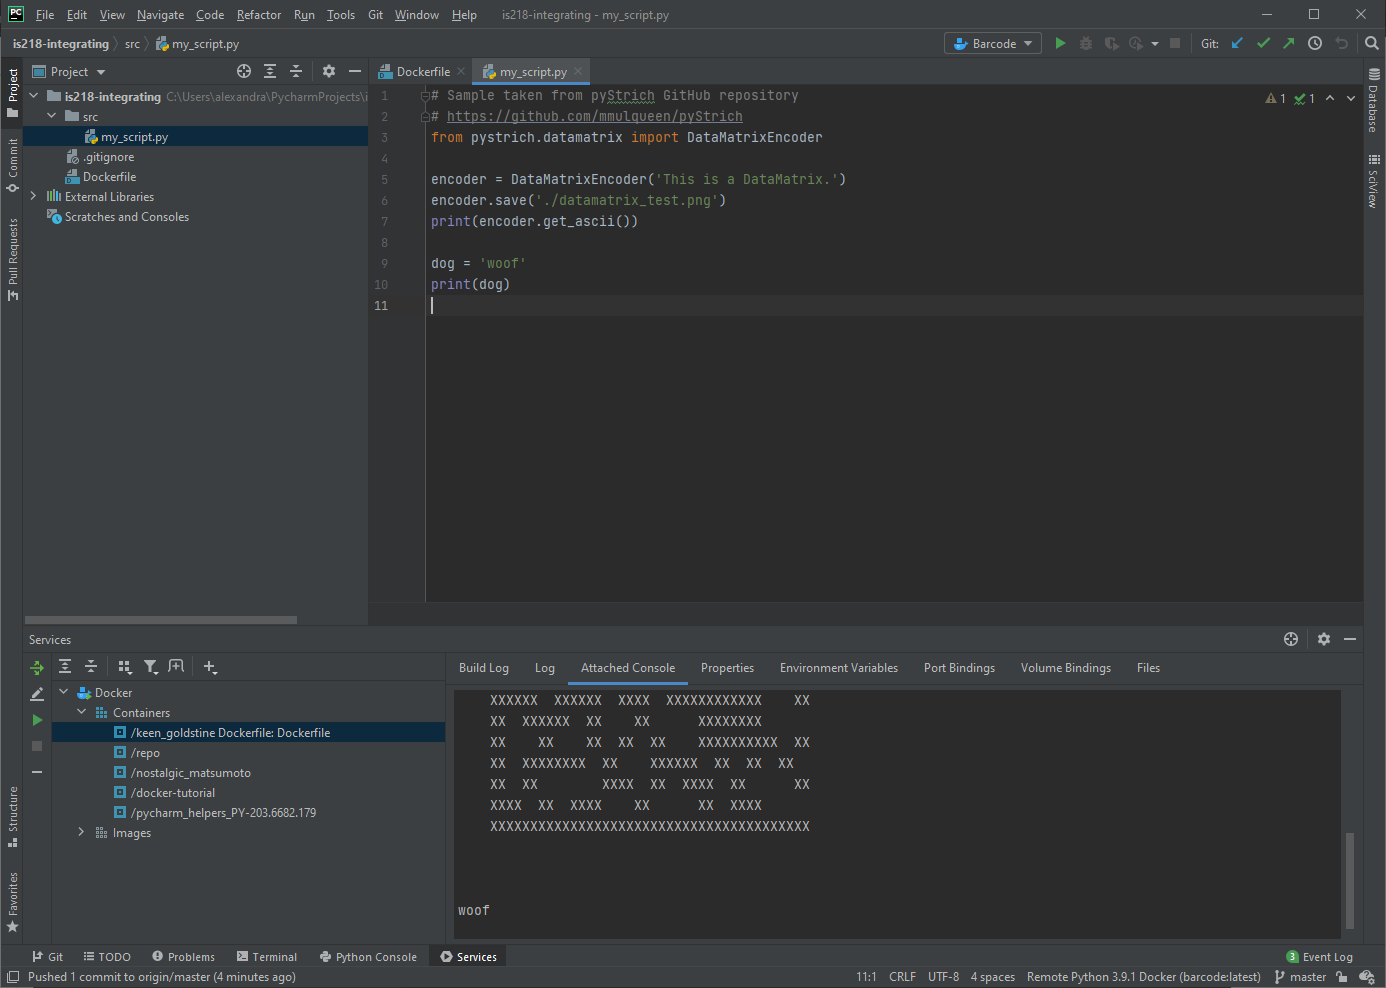 PC File Edit View Navigate Code Refactor Run Tools Git Window Help is218-integrating - my_script.py
is218-integrating src my_script.py Barcode Git:
Project
Dockerfile my_script.py
is218-integrating C:\Users\alexandra\PycharmProjects\i
src
my_script.py
.gitignore
Dockerfile
External Libraries
Scratches and Consoles
Project
Commit
Pull Requests
Structure
Favorites
1 # Sample taken from pyStrich GitHub repository
2 # https://github.com/mmulqueen/pyStrich
3 from pystrich.datamatrix import DataMatrixEncoder
4
5 encoder = DataMatrixEncoder('This is a DataMatrix.')
6 encoder.save('./datamatrix_test.png')
7 print(encoder.get_ascii())
8
9 dog = 'woof'
10 print(dog)
11
1 1
Database
SciView
Services
Docker
Containers
/keen_goldstine Dockerfile: Dockerfile
/repo
/nostalgic_matsumoto
/docker-tutorial
/pycharm_helpers_PY-203.6682.179
Images
Build Log Log Attached Console Properties Environment Variables Port Bindings Volume Bindings Files
XXXXXX  XXXXXX  XXXX  XXXXXXXXXXXX    XX
XX  XXXXXX  XX    XX      XXXXXXXX
XX    XX    XX  XX  XX    XXXXXXXXXX  XX
XX  XXXXXXXX  XX    XXXXXX  XX  XX  XX
XX  XX        XXXX  XX  XXXX  XX      XX
XXXX  XX  XXXX    XX      XX  XXXX
XXXXXXXXXXXXXXXXXXXXXXXXXXXXXXXXXXXXXXXX
woof
Git TODO Problems Terminal Python Console Services 3 Event Log
Pushed 1 commit to origin/master (4 minutes ago) 11:1 CRLF UTF-8 4 spaces Remote Python 3.9.1 Docker (barcode:latest) master